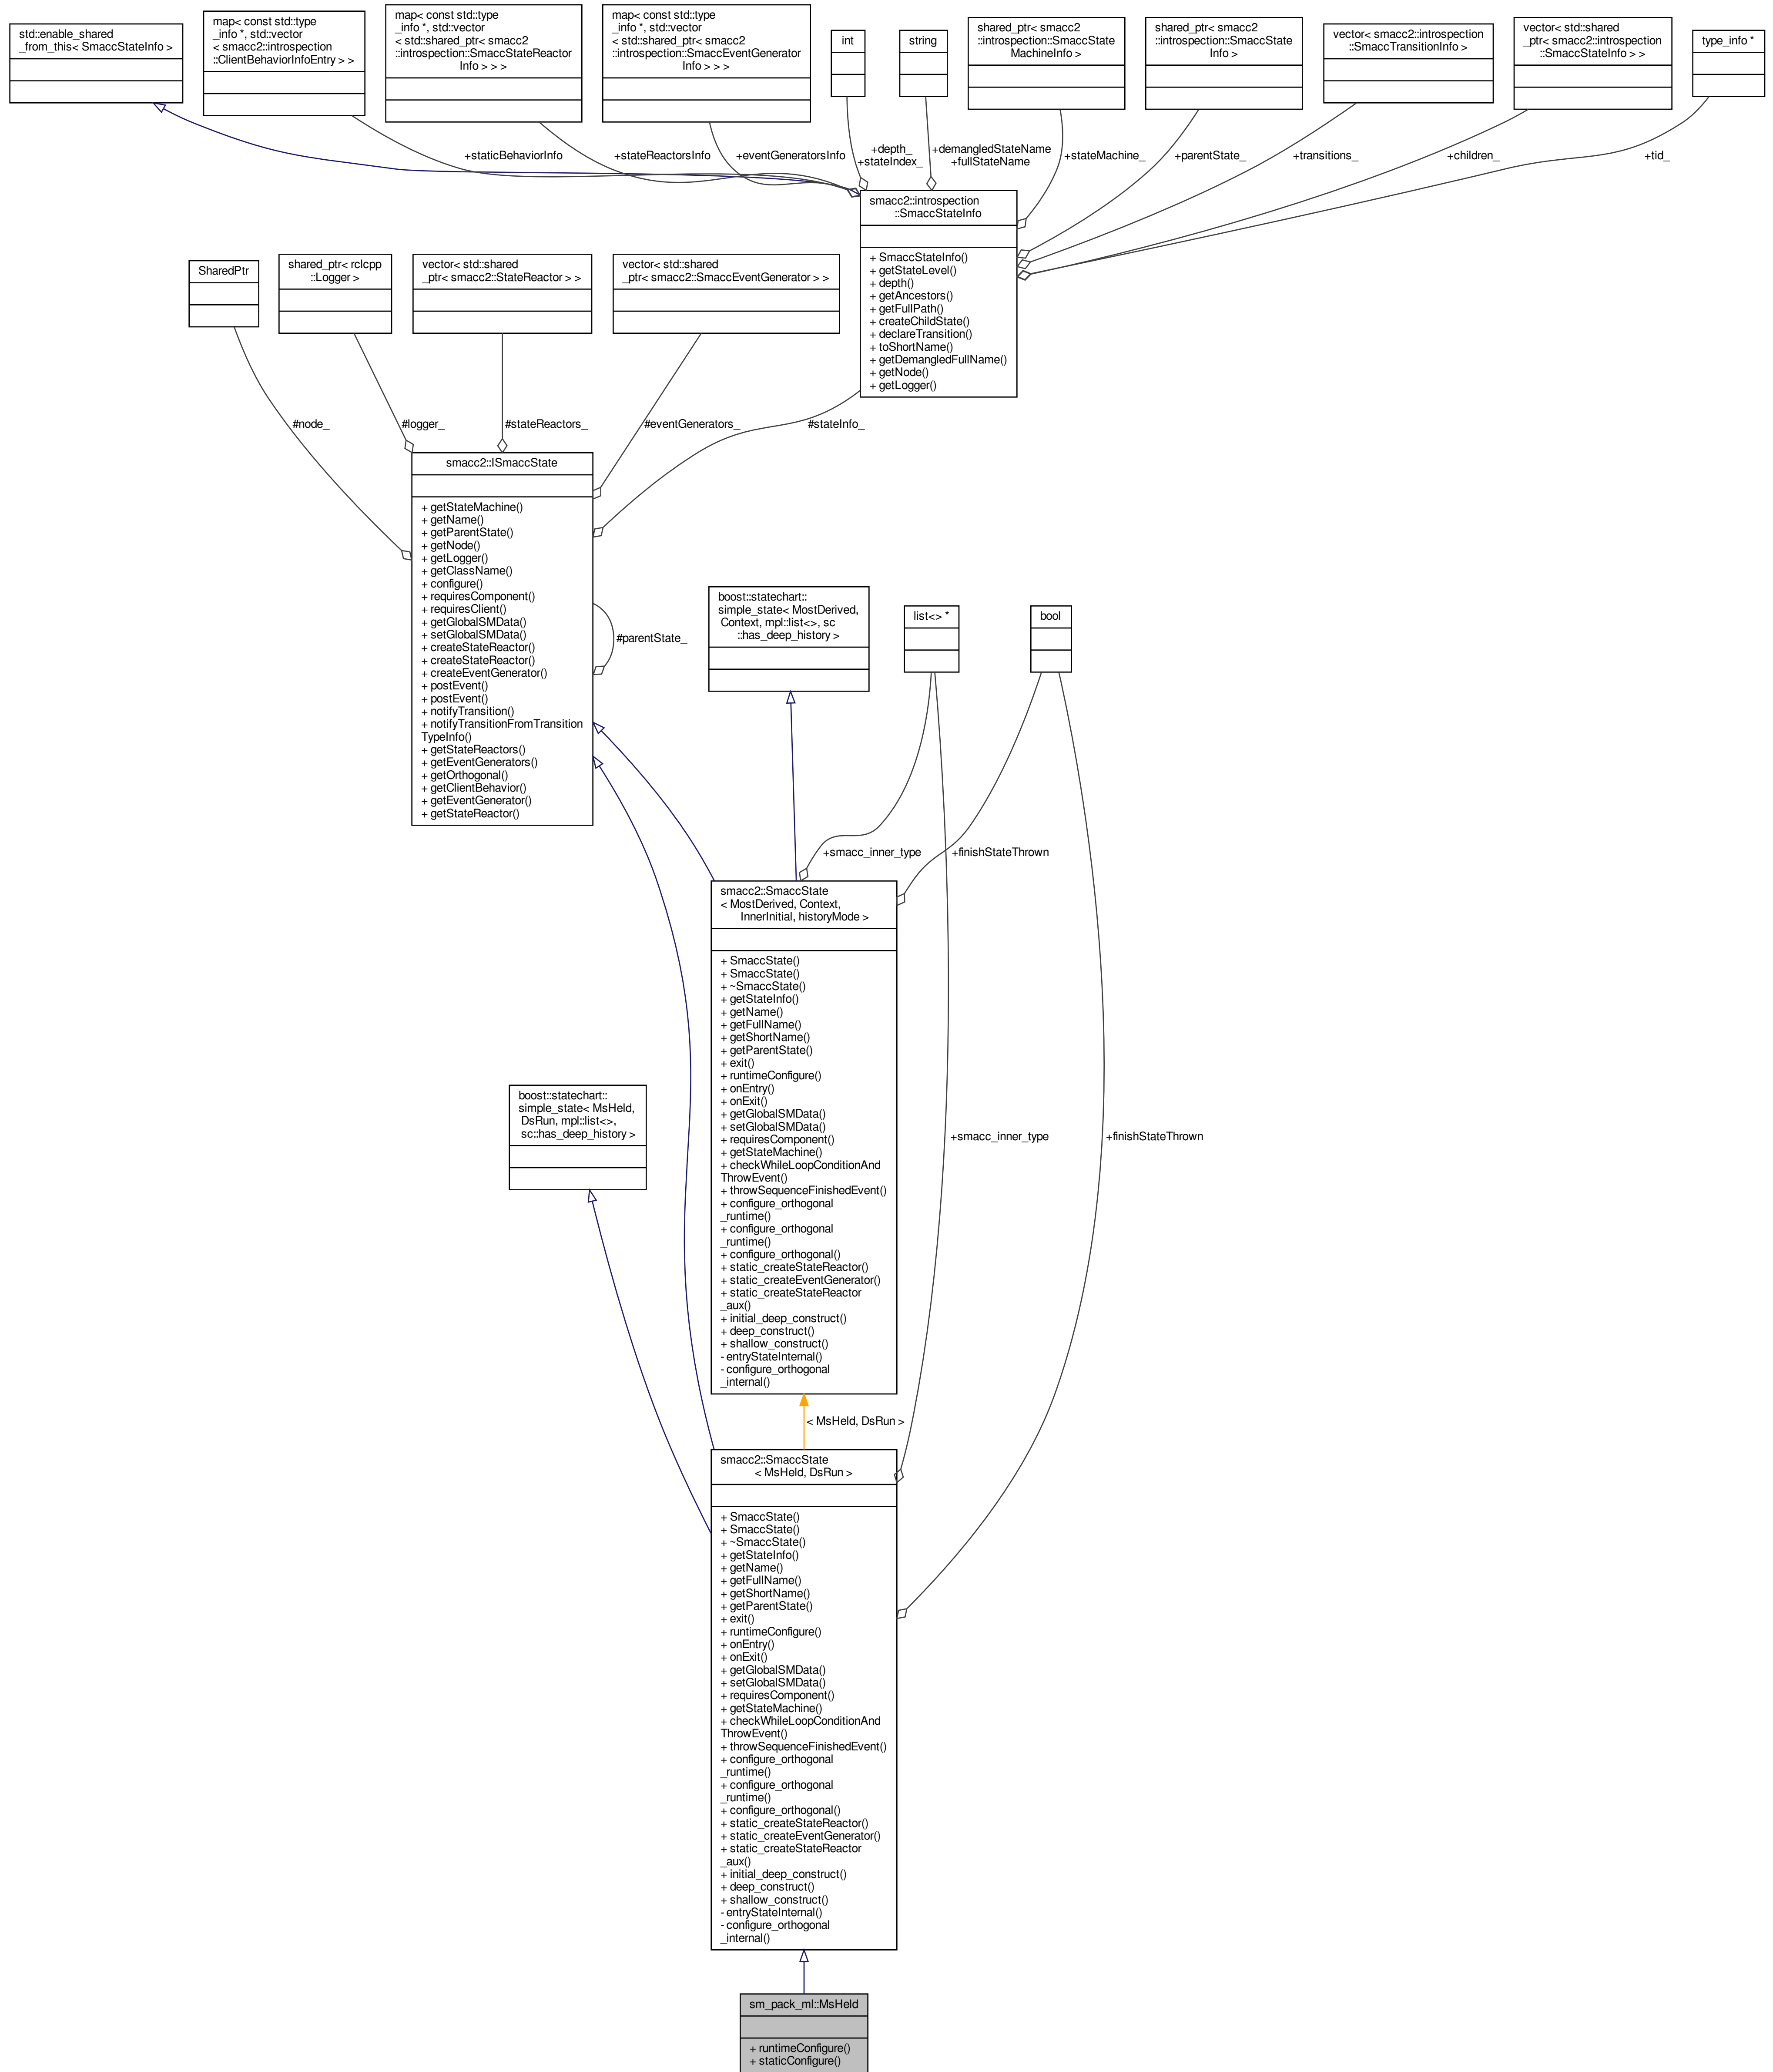 std::enable_shared
_from_this< SmaccStateInfo >
map< const std::type
_info *, std::vector
< smacc2::introspection
::ClientBehaviorInfoEntry > >
map< const std::type
_info *, std::vector
< std::shared_ptr< smacc2
::introspection::SmaccStateReactor
Info > > >
map< const std::type
_info *, std::vector
< std::shared_ptr< smacc2
::introspection::SmaccEventGenerator
Info > > >
int
string
shared_ptr< smacc2
::introspection::SmaccState
MachineInfo >
shared_ptr< smacc2
::introspection::SmaccState
Info >
vector< smacc2::introspection
::SmaccTransitionInfo >
vector< std::shared
_ptr< smacc2::introspection
::SmaccStateInfo > >
type_info *
+staticBehaviorInfo
+stateReactorsInfo
+eventGeneratorsInfo
+depth_
+stateIndex_
+demangledStateName
+fullStateName
+stateMachine_
+parentState_
+transitions_
+children_
+tid_
smacc2::introspection
::SmaccStateInfo
+ SmaccStateInfo()
+ getStateLevel()
+ depth()
+ getAncestors()
+ getFullPath()
+ createChildState()
+ declareTransition()
+ toShortName()
+ getDemangledFullName()
+ getNode()
+ getLogger()
SharedPtr
shared_ptr< rclcpp
::Logger >
vector< std::shared
_ptr< smacc2::StateReactor > >
vector< std::shared
_ptr< smacc2::SmaccEventGenerator > >
#node_
#logger_
#stateReactors_
#eventGenerators_
#stateInfo_
smacc2::ISmaccState
+ getStateMachine()
+ getName()
+ getParentState()
+ getNode()
+ getLogger()
+ getClassName()
+ configure()
+ requiresComponent()
+ requiresClient()
+ getGlobalSMData()
+ setGlobalSMData()
+ createStateReactor()
+ createStateReactor()
+ createEventGenerator()
+ postEvent()
+ postEvent()
+ notifyTransition()
+ notifyTransitionFromTransition
TypeInfo()
+ getStateReactors()
+ getEventGenerators()
+ getOrthogonal()
+ getClientBehavior()
+ getEventGenerator()
+ getStateReactor()
#parentState_
boost::statechart::
simple_state< MostDerived,
Context, mpl::list<>, sc
::has_deep_history >
list<> *
bool
+smacc_inner_type
+finishStateThrown
smacc2::SmaccState
< MostDerived, Context,
InnerInitial, historyMode >
+ SmaccState()
+ SmaccState()
+ ~SmaccState()
+ getStateInfo()
+ getName()
+ getFullName()
+ getShortName()
+ getParentState()
+ exit()
+ runtimeConfigure()
+ onEntry()
+ onExit()
+ getGlobalSMData()
+ setGlobalSMData()
+ requiresComponent()
+ getStateMachine()
+ checkWhileLoopConditionAnd
ThrowEvent()
+ throwSequenceFinishedEvent()
+ configure_orthogonal
_runtime()
+ configure_orthogonal
_runtime()
+ configure_orthogonal()
+ static_createStateReactor()
+ static_createEventGenerator()
+ static_createStateReactor
_aux()
+ initial_deep_construct()
+ deep_construct()
+ shallow_construct()
- entryStateInternal()
- configure_orthogonal
_internal()
boost::statechart::
simple_state< MsHeld,
DsRun, mpl::list<>,
sc::has_deep_history >
+smacc_inner_type
+finishStateThrown
< MsHeld, DsRun >
smacc2::SmaccState
< MsHeld, DsRun >
+ SmaccState()
+ SmaccState()
+ ~SmaccState()
+ getStateInfo()
+ getName()
+ getFullName()
+ getShortName()
+ getParentState()
+ exit()
+ runtimeConfigure()
+ onEntry()
+ onExit()
+ getGlobalSMData()
+ setGlobalSMData()
+ requiresComponent()
+ getStateMachine()
+ checkWhileLoopConditionAnd
ThrowEvent()
+ throwSequenceFinishedEvent()
+ configure_orthogonal
_runtime()
+ configure_orthogonal
_runtime()
+ configure_orthogonal()
+ static_createStateReactor()
+ static_createEventGenerator()
+ static_createStateReactor
_aux()
+ initial_deep_construct()
+ deep_construct()
+ shallow_construct()
- entryStateInternal()
- configure_orthogonal
_internal()
sm_pack_ml::MsHeld
+ runtimeConfigure()
+ staticConfigure()